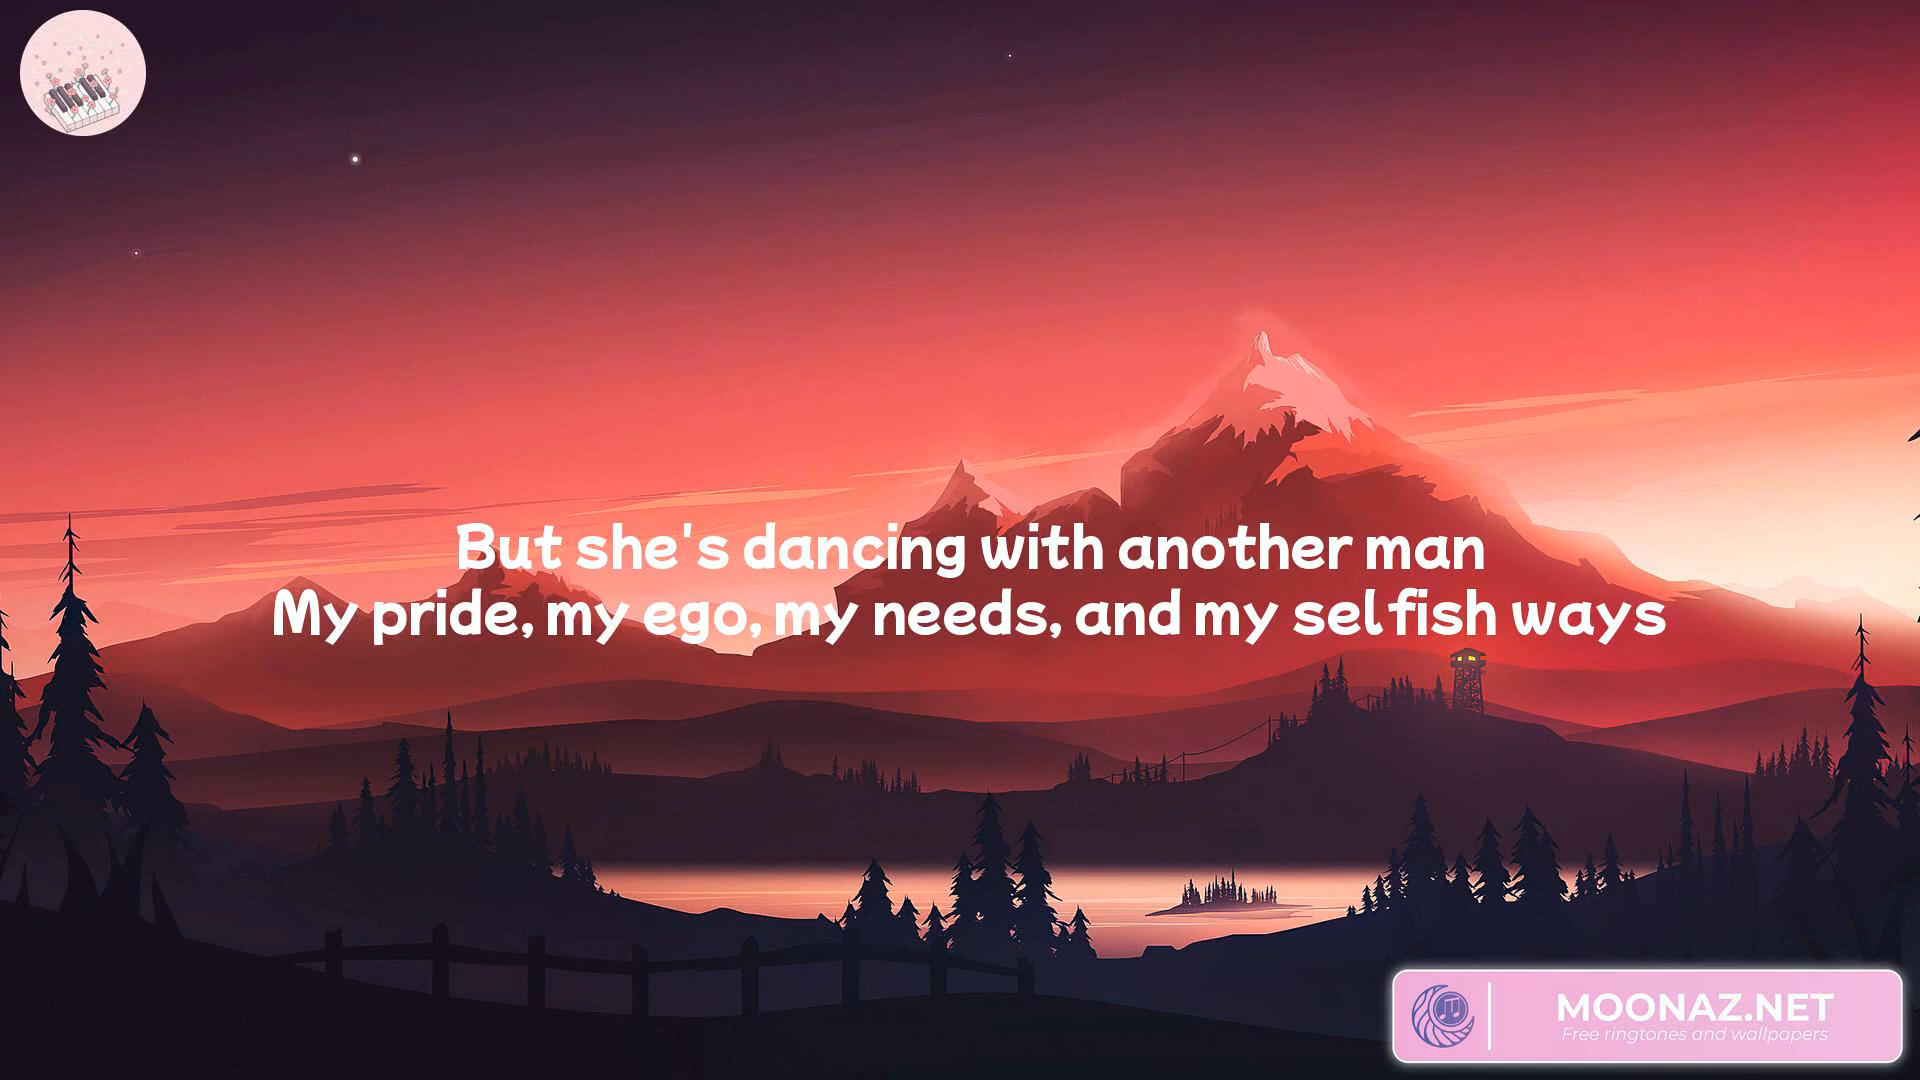 But she's dancing with another man
My pride, my ego, my needs, and my selfish ways
MOONAZ.NET
Free ringtones and wallpapers